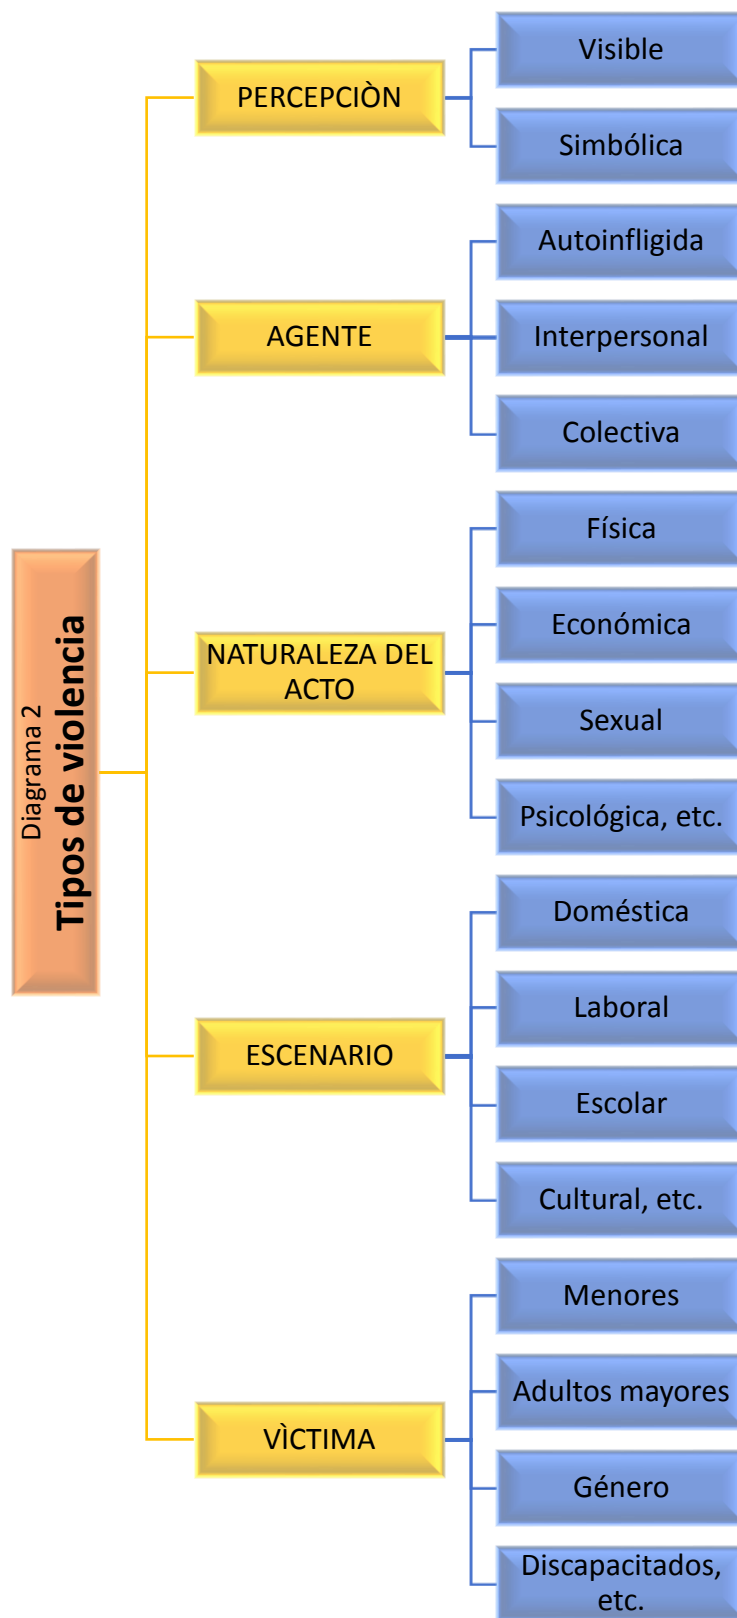 Diagrama 2
Tipos de violencia
PERCEPCIÒN
Visible
Simbólica
AGENTE
Autoinfligida
Interpersonal
Colectiva
NATURALEZA DEL
ACTO
Física
Económica
Sexual
Psicológica, etc.
ESCENARIO
Doméstica
Laboral
Escolar
Cultural, etc.
VÌCTIMA
Menores
Adultos mayores
Género
Discapacitados,
etc.